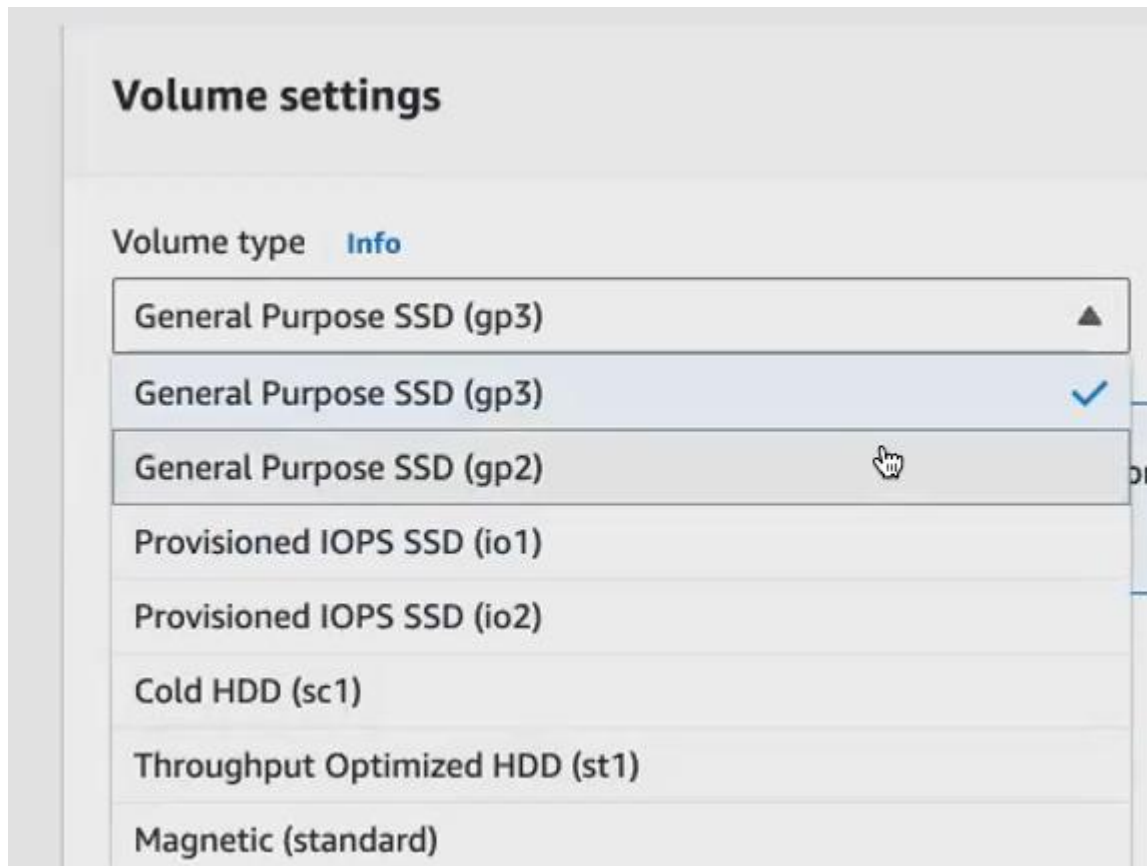 Volume settings
Volume type Info
General Purpose SSD (gp3)
General Purpose SSD (gp3)
General Purpose SSD (gp2)
Provisioned IOPS SSD (io1)
Provisioned IOPS SSD (io2)
Cold HDD (sc1)
Throughput Optimized HDD (st1)
Magnetic (standard)